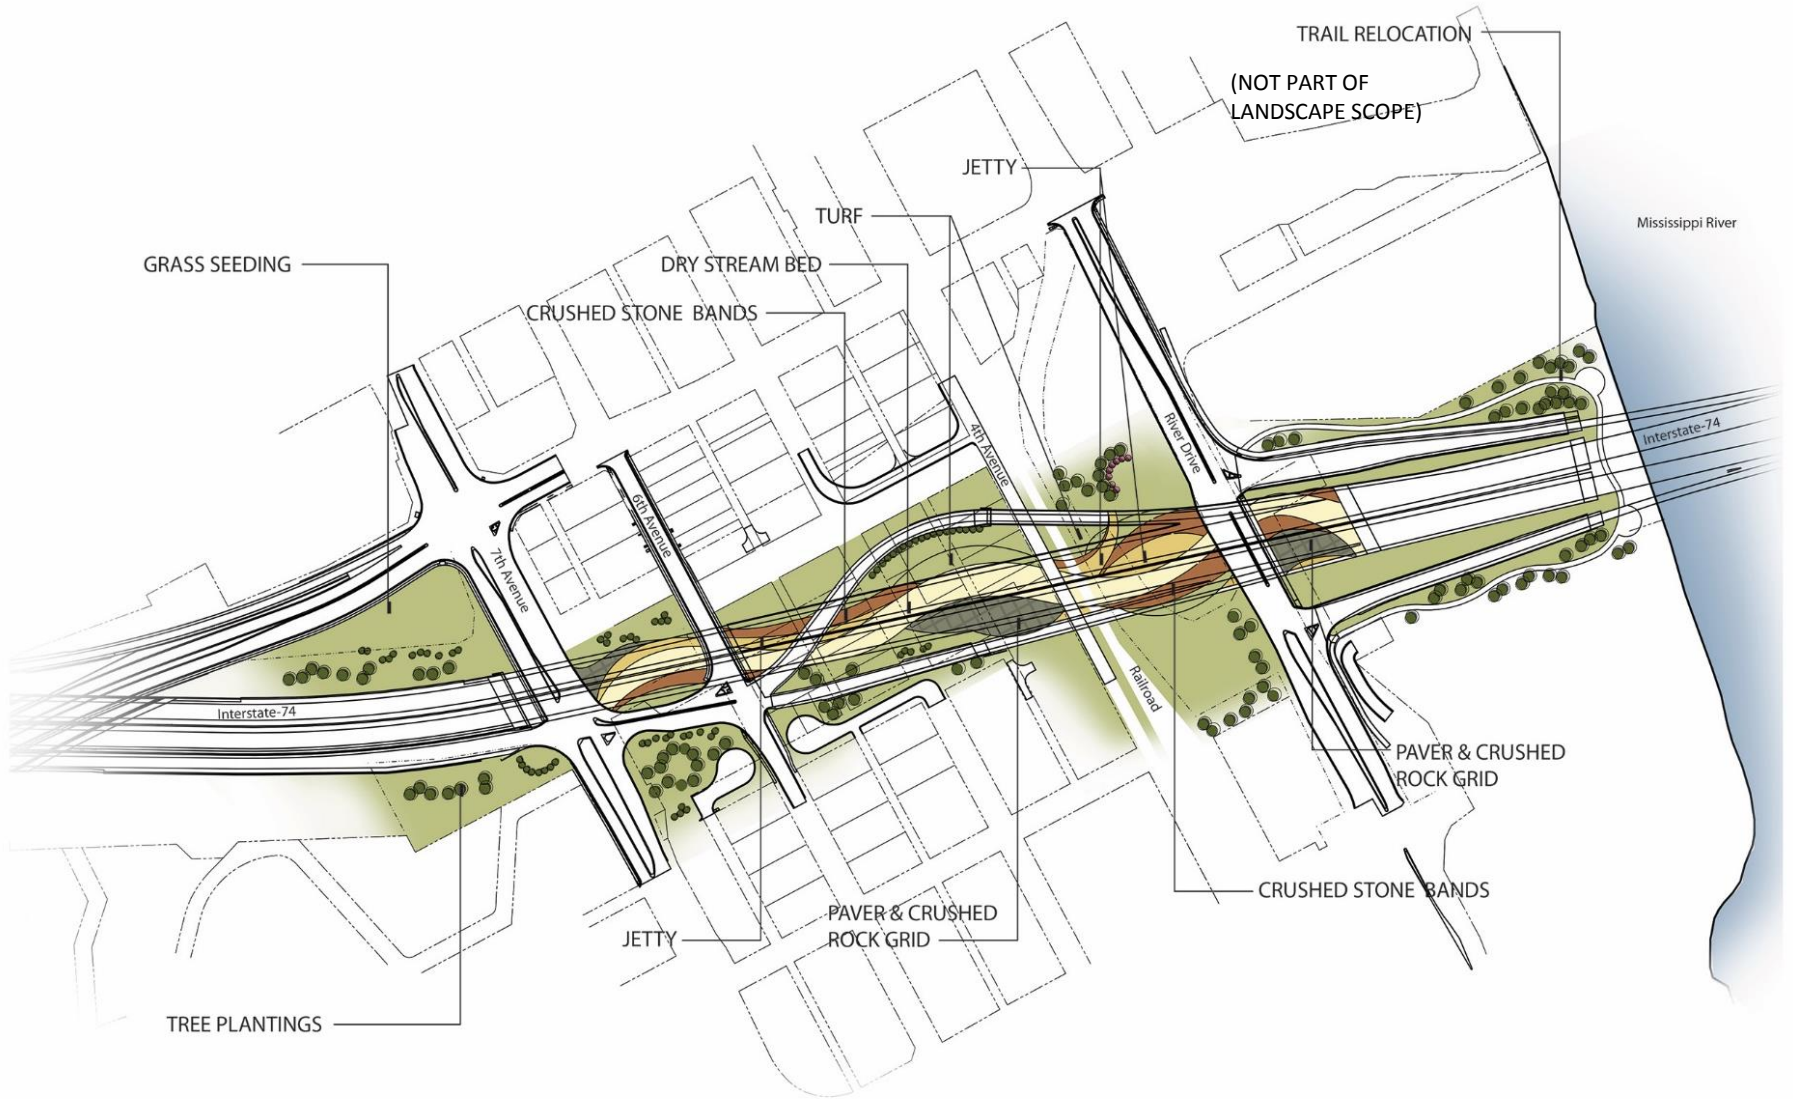 TRAIL RELOCATION
(NOT PART OF
LANDSCAPE SCOPE)
JETTY
TURF
Mississippi River
GRASS SEEDING
DRY STREAM BED
CRUSHED STONE BANDS
Interstate-74
River Drive
4th Avenue
6th Avenue
7th Avenue
Railroad
Interstate-74
PAVER & CRUSHED
ROCK GRID
CRUSHED STONE BANDS
PAVER & CRUSHED
ROCK GRID
JETTY
TREE PLANTINGS